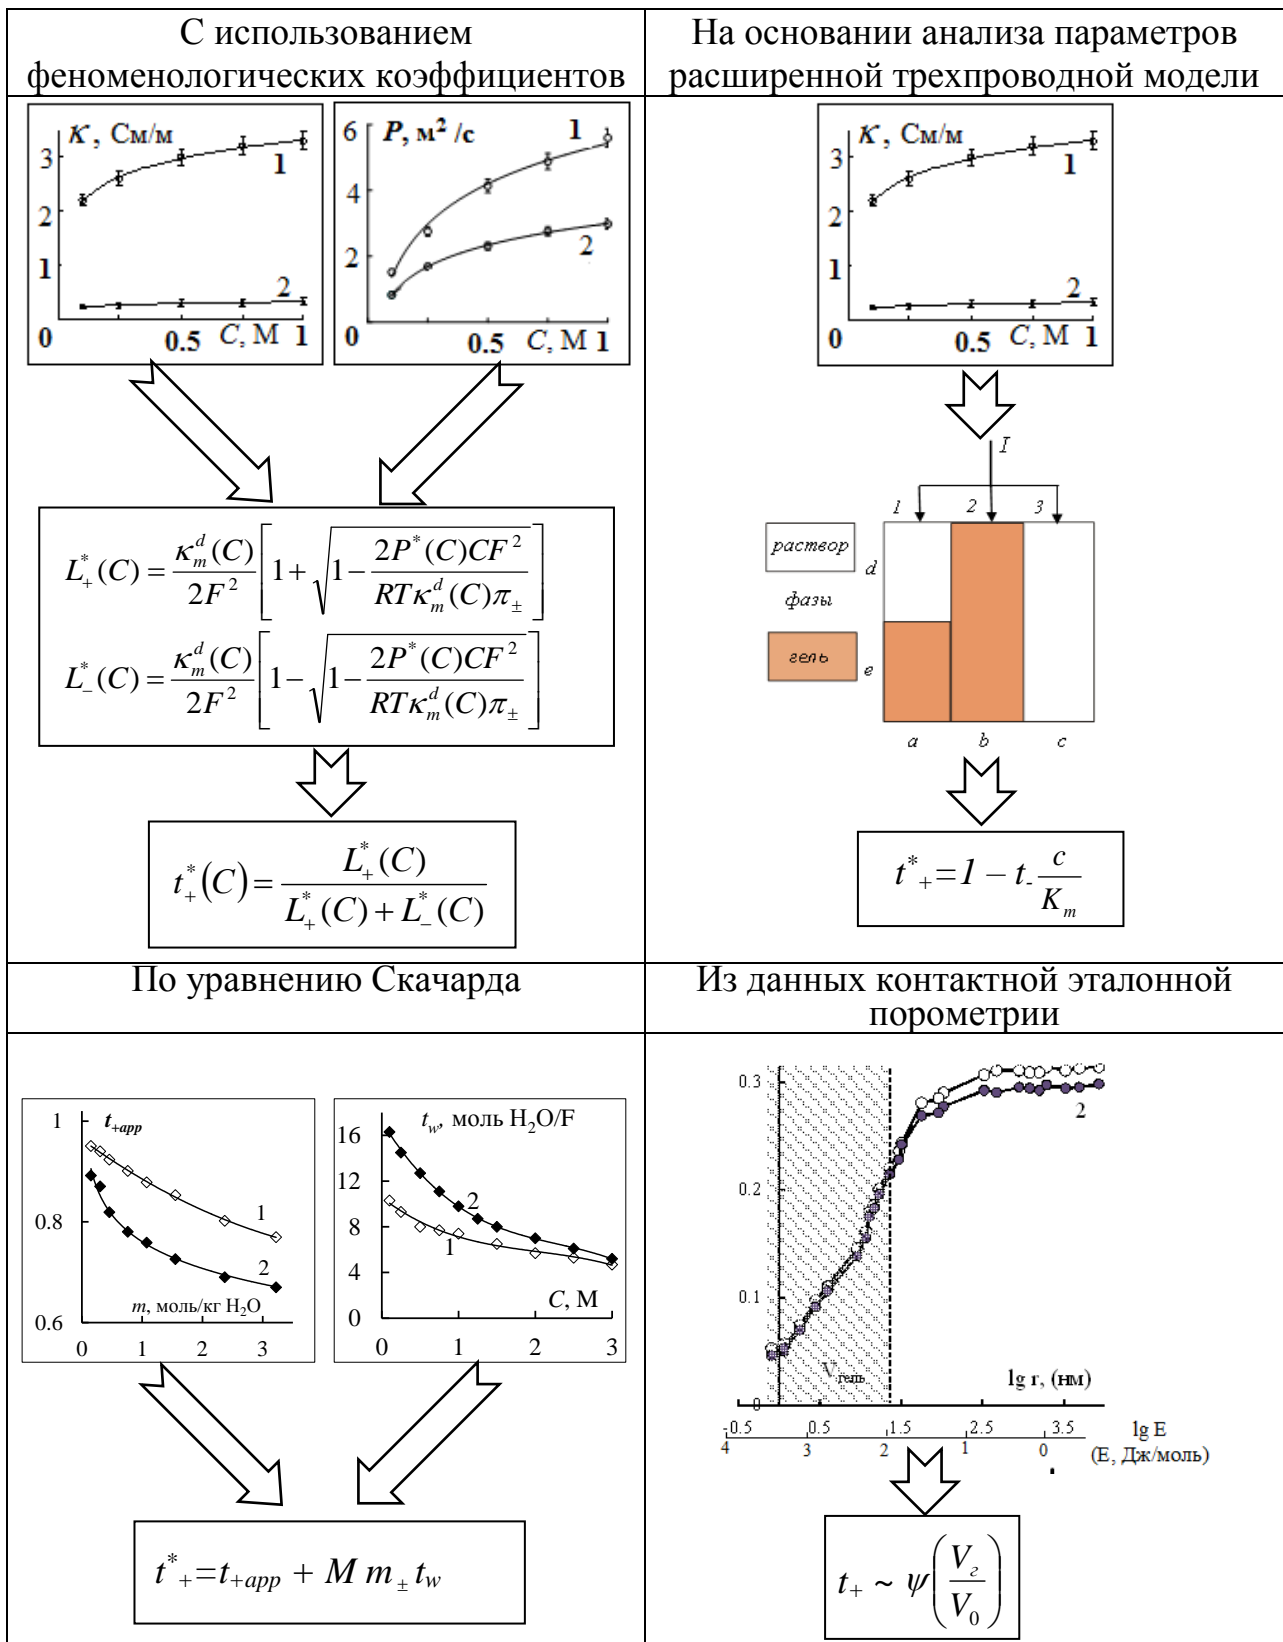 С использованием
феноменологических коэффициентов
На основании анализа параметров
расширенной трехпроводной модели
K, См/м
3
2
1
0
1
2
0.5
C, М
1
P, м² /с
6
4
2
0
1
2
0.5
C, М
1
K, См/м
3
2
1
0
1
2
0.5
C, М
1
L*₊(C) = κᵈₘ(C)/2F² [1 + √(1 − 2P*(C)CF²/RTκᵈₘ(C)π±)]
L*₋(C) = κᵈₘ(C)/2F² [1 − √(1 − 2P*(C)CF²/RTκᵈₘ(C)π±)]
t*₊(C) = L*₊(C)/(L*₊(C) + L*₋(C))
I
1 2 3
раствор
d
фазы
гель
e
a b c
t*₊=1 – t₋ c/Kₘ
По уравнению Скачарда
Из данных контактной эталонной
порометрии
1
t₊app
0.8
1
2
m, моль/кг H₂O
0.6
0 1 2 3
tw, моль H₂O/F
16
12
8
4
0
2
1
C, М
0 1 2 3
t*₊=t₊app + M m± tw
0.3
0.2
0.1
0
2
Vгель
lg r, (нм)
-0.5 0.5 1.5 2.5 3.5
lg E
4 3 2 1 0
(E, Дж/моль)
t₊ ~ ψ(Vг/V₀)